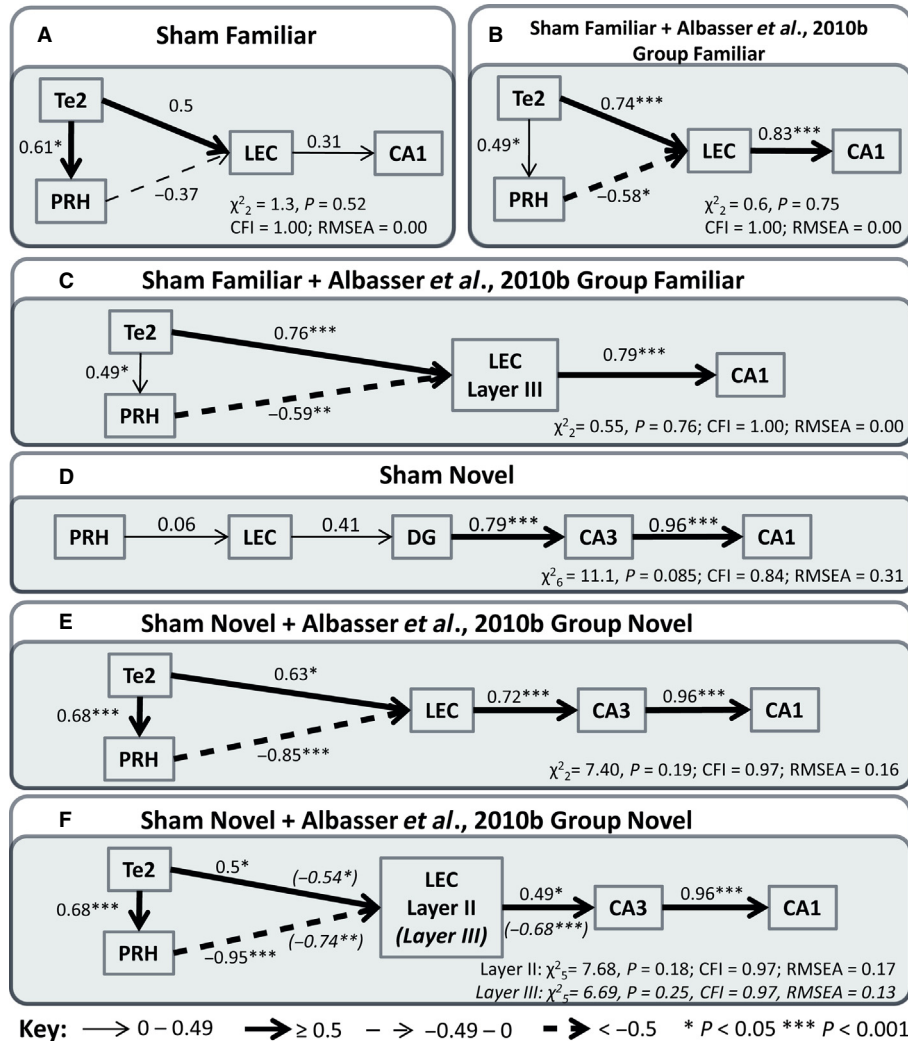 A
Sham Familiar
Te2
0.5
0.61*
LEC
0.31
CA1
PRH
−0.37
χ²₂ = 1.3, P = 0.52
CFI = 1.00; RMSEA = 0.00
B
Sham Familiar + Albasser et al., 2010b
Group Familiar
Te2
0.74***
0.49*
LEC
0.83***
CA1
PRH
−0.58*
χ²₂ = 0.6, P = 0.75
CFI = 1.00; RMSEA = 0.00
C
Sham Familiar + Albasser et al., 2010b Group Familiar
Te2
0.76***
0.49*
LEC
Layer III
0.79***
CA1
PRH
−0.59**
χ²₂= 0.55, P = 0.76; CFI = 1.00; RMSEA = 0.00
D
Sham Novel
PRH
0.06
LEC
0.41
DG
0.79***
CA3
0.96***
CA1
χ²₆ = 11.1, P = 0.085; CFI = 0.84; RMSEA = 0.31
E
Sham Novel + Albasser et al., 2010b Group Novel
Te2
0.63*
0.68***
LEC
0.72***
CA3
0.96***
CA1
PRH
−0.85***
χ²₂= 7.40, P = 0.19; CFI = 0.97; RMSEA = 0.16
F
Sham Novel + Albasser et al., 2010b Group Novel
Te2
0.5*
(−0.54*)
0.68***
LEC
Layer II
(Layer III)
0.49*
(−0.68***)
CA3
0.96***
CA1
PRH
−0.95***
(−0.74**)
Layer II: χ²₅ = 7.68, P = 0.18; CFI = 0.97; RMSEA = 0.17
Layer III: χ²₅ = 6.69, P = 0.25, CFI = 0.97, RMSEA = 0.13
Key: 0 – 0.49 ≥ 0.5 −0.49 – 0 < −0.5 * P < 0.05 *** P < 0.001